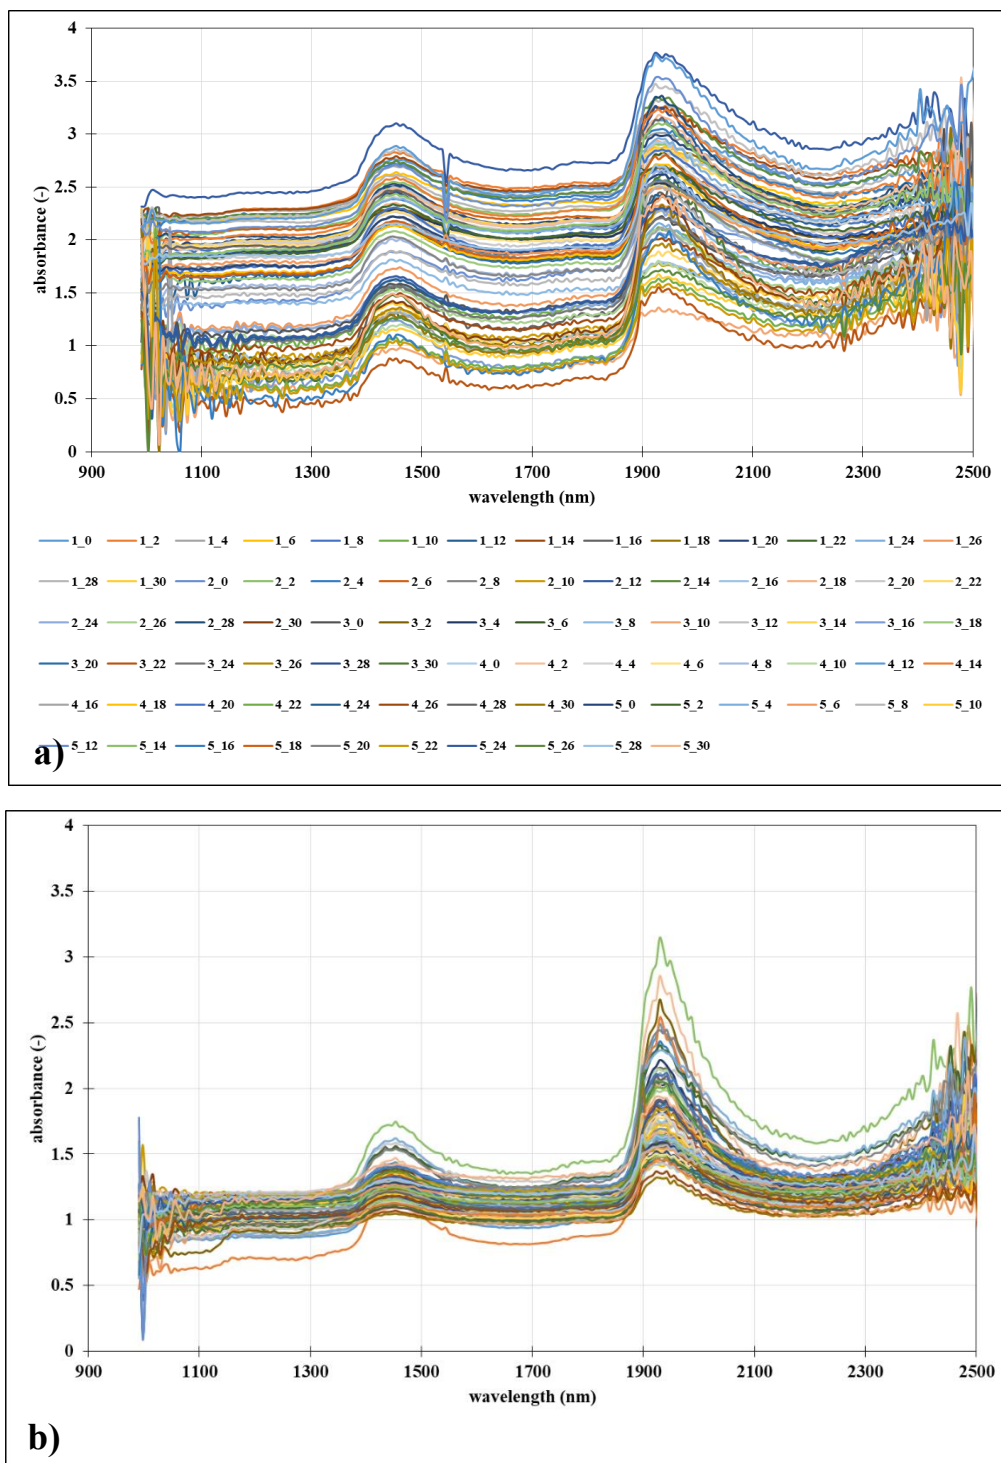 4
3.5
3
2.5
2
1.5
1
0.5
0
absorbance (-)
900 1100 1300 1500 1700 1900 2100 2300 2500
wavelength (nm)
1_0 1_2 1_4 1_6 1_8 1_10 1_12 1_14 1_16 1_18 1_20 1_22 1_24 1_26
1_28 1_30 2_0 2_2 2_4 2_6 2_8 2_10 2_12 2_14 2_16 2_18 2_20 2_22
2_24 2_26 2_28 2_30 3_0 3_2 3_4 3_6 3_8 3_10 3_12 3_14 3_16 3_18
3_20 3_22 3_24 3_26 3_28 3_30 4_0 4_2 4_4 4_6 4_8 4_10 4_12 4_14
4_16 4_18 4_20 4_22 4_24 4_26 4_28 4_30 5_0 5_2 5_4 5_6 5_8 5_10
5_12 5_14 5_16 5_18 5_20 5_22 5_24 5_26 5_28 5_30
a)
4
3.5
3
2.5
2
1.5
1
0.5
0
absorbance (-)
900 1100 1300 1500 1700 1900 2100 2300 2500
wavelength (nm)
b)